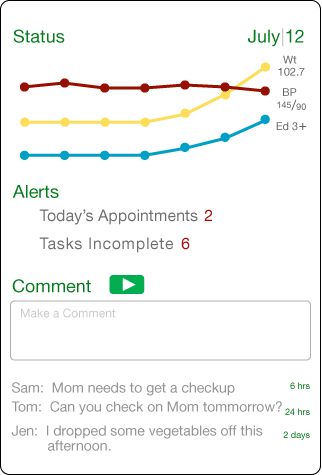 Status
July|12
Wt
102.7
BP
145/90
Ed 3+
Alerts
Today's Appointments 2
Tasks Incomplete 6
Comment
Make a Comment
Sam: Mom needs to get a checkup 6 hrs
Tom: Can you check on Mom tommorrow? 24 hrs
Jen: I dropped some vegetables off this 2 days
afternoon.